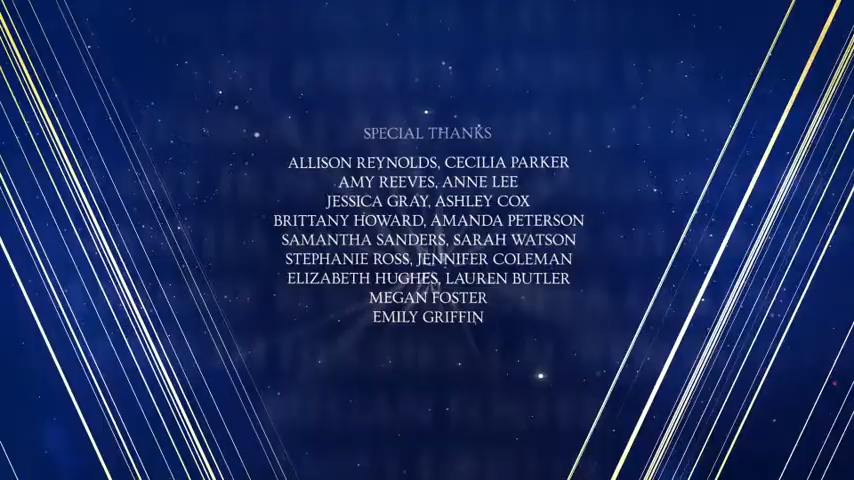 SPECIAL THANKS
ALLISON REYNOLDS, CECILIA PARKER
AMY REEVES, ANNE LEE
JESSICA GRAY, ASHLEY COX
BRITTANY HOWARD, AMANDA PETERSON
SAMANTHA SANDERS, SARAH WATSON
STEPHANIE ROSS, JENNIFER COLEMAN
ELIZABETH HUGHES, LAUREN BUTLER
MEGAN FOSTER
EMILY GRIFFIN